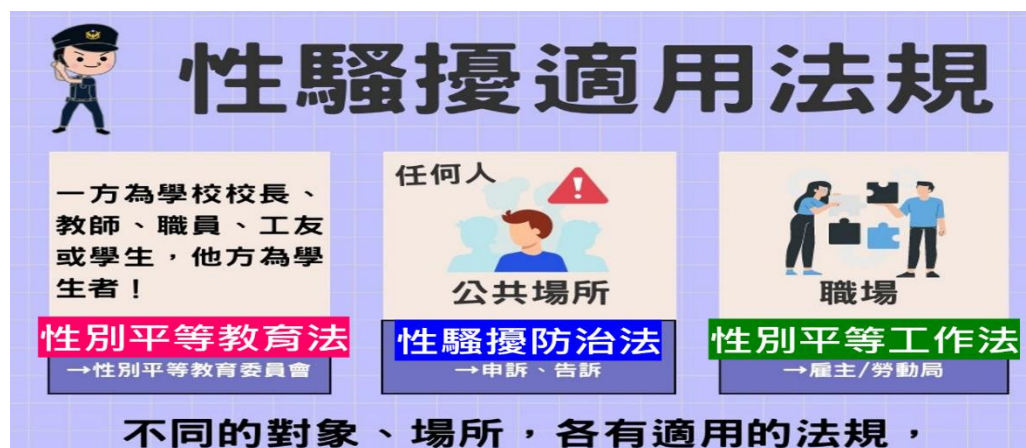 性騷擾適用法規
一方為學校校長、
教師、職員、工友
或學生，他方為學
生者！
性別平等教育法
→性別平等教育委員會
任何人
公共場所
性騷擾防治法
→申訴、告訴
職場
性別平等工作法
→雇主/勞動局
不同的對象、場所，各有適用的法規，